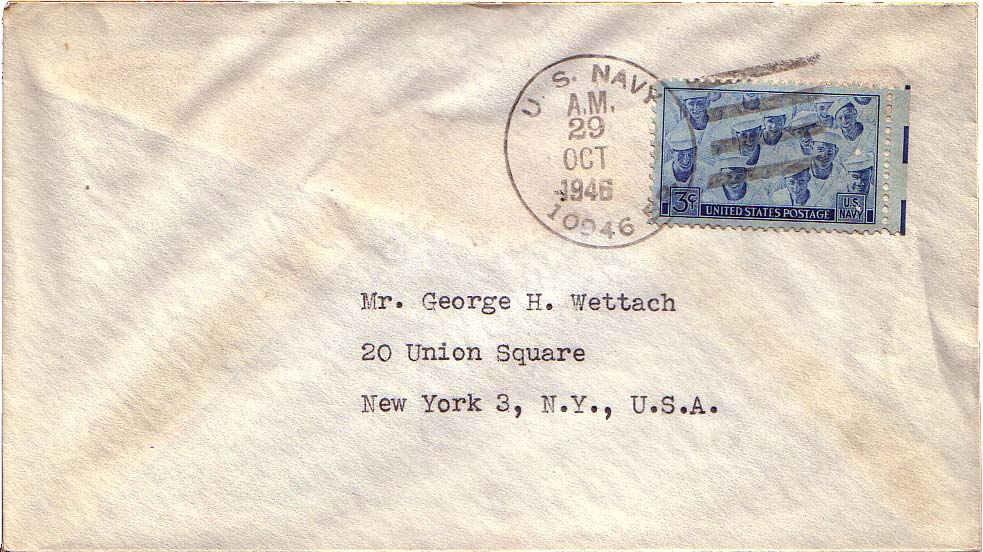 U. S. NAVY
A.M.
29
OCT
1946
10946
3¢ UNITED STATES POSTAGE U.S. NAVY
Mr. George H. Wettach
20 Union Square
New York 3, N.Y., U.S.A.